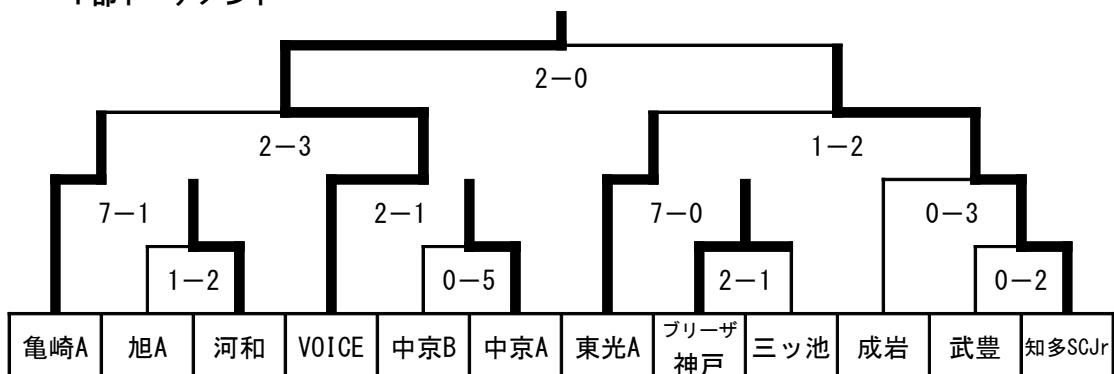 2−0
2−3
1−2
7−1
2−1
7−0
0−3
1−2
0−5
2−1
0−2
亀崎A
旭A
河和
VOICE
中京B
中京A
東光A
ブリーザ
神戸
三ッ池
成岩
武豊
知多SCJr